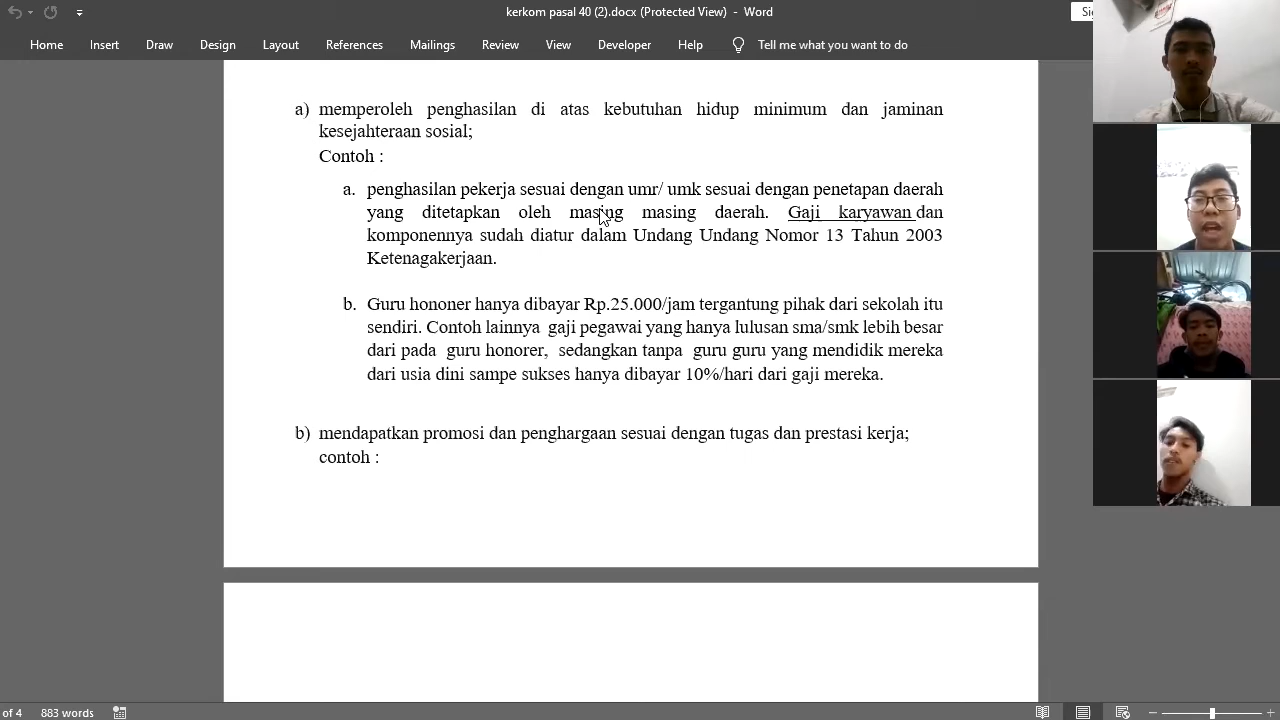 kerkom pasal 40 (2).docx (Protected View) - Word
Home Insert Draw Design Layout References Mailings Review View Developer Help Tell me what you want to do
a) memperoleh penghasilan di atas kebutuhan hidup minimum dan jaminan
kesejahteraan sosial;
Contoh :
a. penghasilan pekerja sesuai dengan umr/ umk sesuai dengan penetapan daerah
yang ditetapkan oleh masing masing daerah. Gaji karyawan dan
komponennya sudah diatur dalam Undang Undang Nomor 13 Tahun 2003
Ketenagakerjaan.
b. Guru hononer hanya dibayar Rp.25.000/jam tergantung pihak dari sekolah itu
sendiri. Contoh lainnya gaji pegawai yang hanya lulusan sma/smk lebih besar
dari pada guru honorer, sedangkan tanpa guru guru yang mendidik mereka
dari usia dini sampe sukses hanya dibayar 10%/hari dari gaji mereka.
b) mendapatkan promosi dan penghargaan sesuai dengan tugas dan prestasi kerja;
contoh :
of 4 883 words